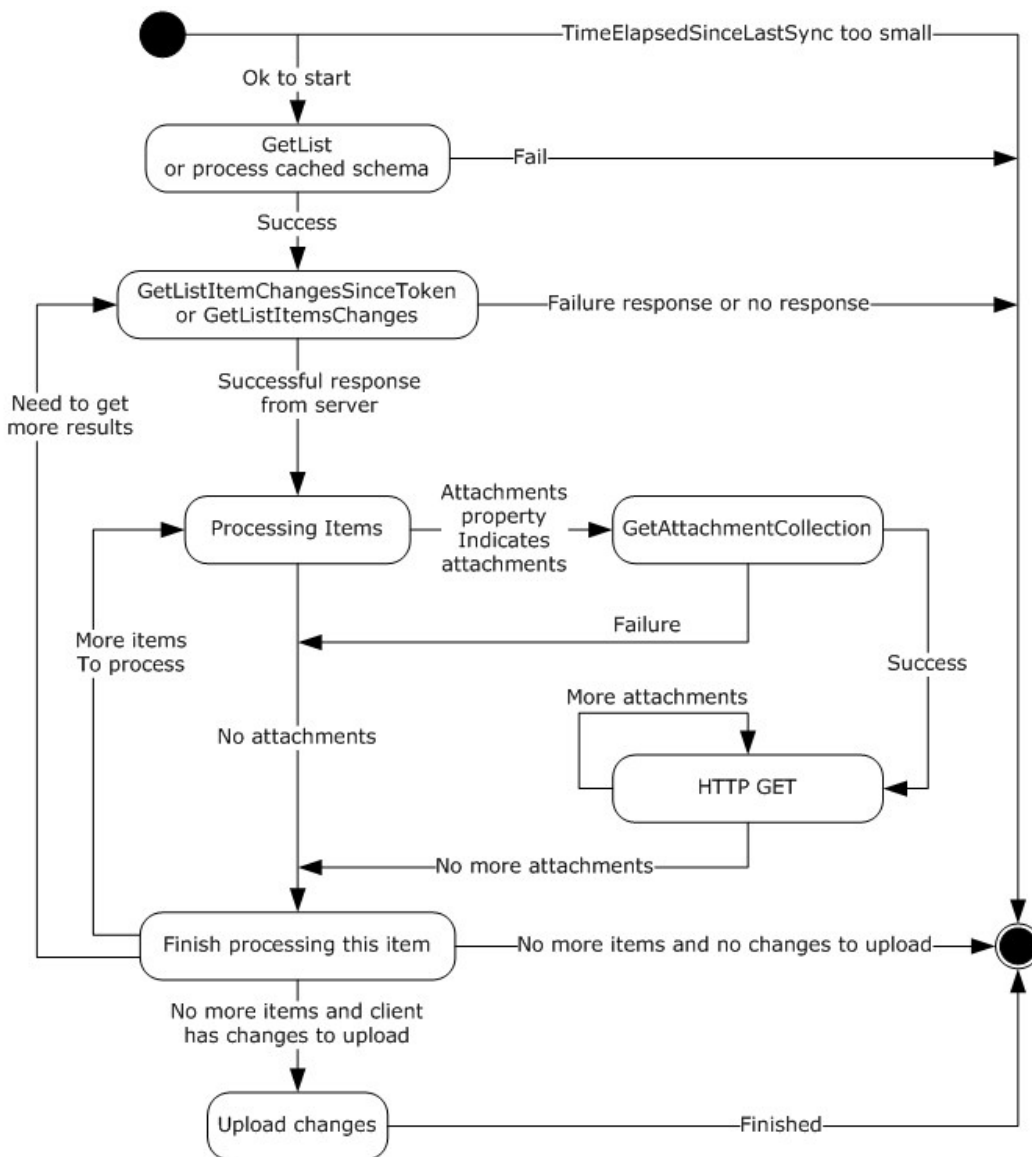 TimeElapsedSinceLastSync too small
Ok to start
GetList
or process cached schema
Fail
Success
GetListItemChangesSinceToken
or GetListItemsChanges
Failure response or no response
Successful response
from server
Need to get
more results
Processing Items
Attachments
property
Indicates
attachments
GetAttachmentCollection
Failure
More items
To process
Success
More attachments
No attachments
HTTP GET
No more attachments
Finish processing this item
No more items and no changes to upload
No more items and client
has changes to upload
Upload changes
Finished